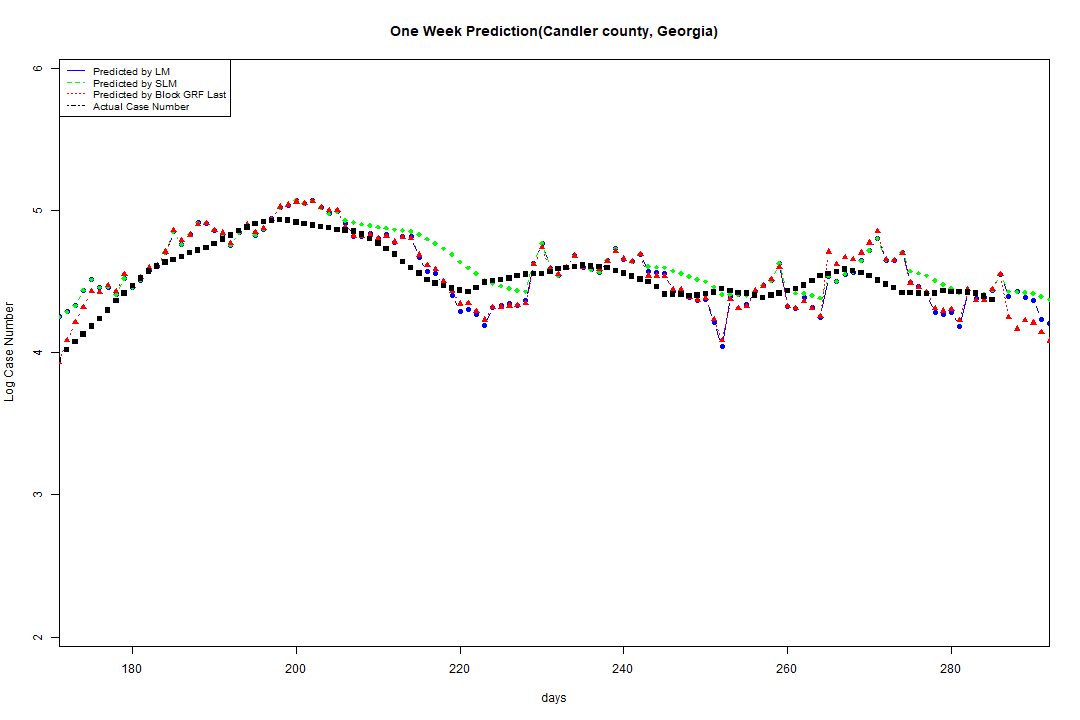 One Week Prediction(Candler county, Georgia)
Predicted by LM
Predicted by SLM
Predicted by Block GRF Last
Actual Case Number
Log Case Number
6
5
4
3
2
180 200 220 240 260 280
days